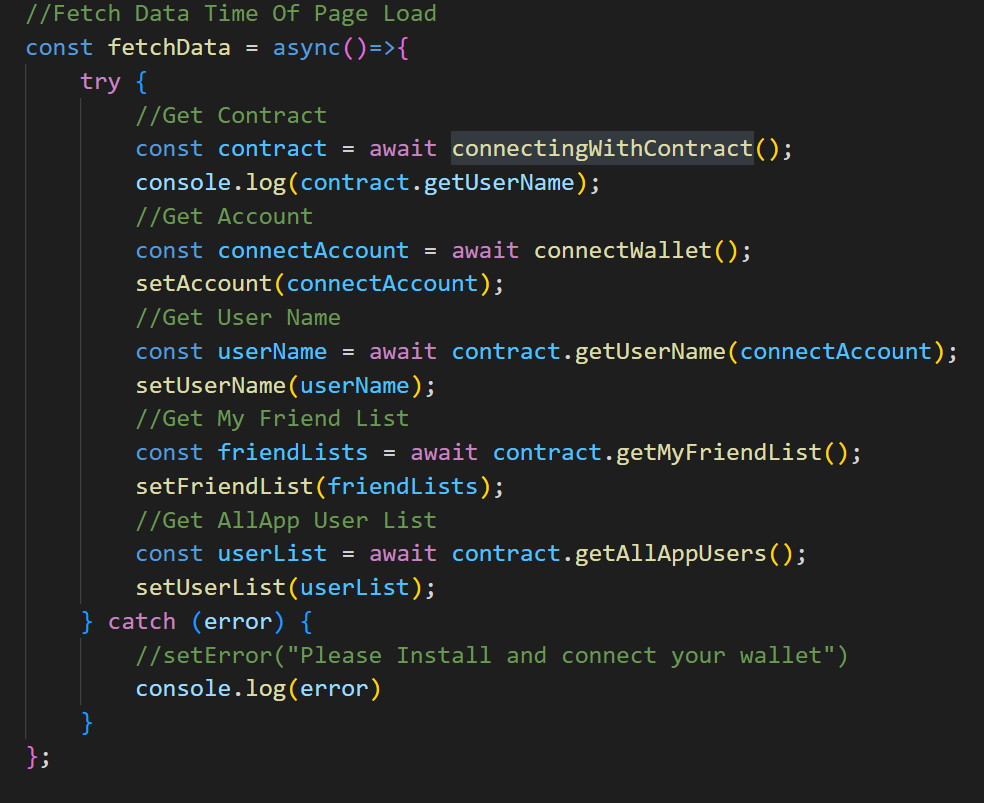 //Fetch Data Time Of Page Load
const fetchData = async()=>{
    try {
        //Get Contract
        const contract = await connectingWithContract();
        console.log(contract.getUserName);
        //Get Account
        const connectAccount = await connectWallet();
        setAccount(connectAccount);
        //Get User Name
        const userName = await contract.getUserName(connectAccount);
        setUserName(userName);
        //Get My Friend List
        const friendLists = await contract.getMyFriendList();
        setFriendList(friendLists);
        //Get AllApp User List
        const userList = await contract.getAllAppUsers();
        setUserList(userList);
    } catch (error) {
        //setError("Please Install and connect your wallet")
        console.log(error)
    }
};